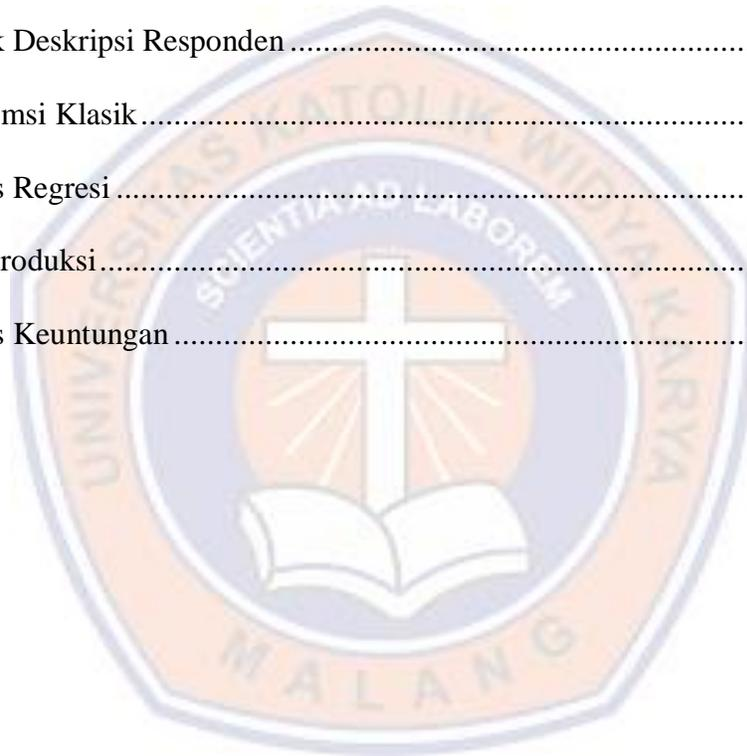 k Deskripsi Responden ..........................................................
msi Klasik ..............................................................................
s Regresi .................................................................................
roduksi ....................................................................................
s Keuntungan .........................................................................
UNIVERSITAS KATOLIK WIDYA KARYA
SCIENTIA AD LABOREM
MALANG